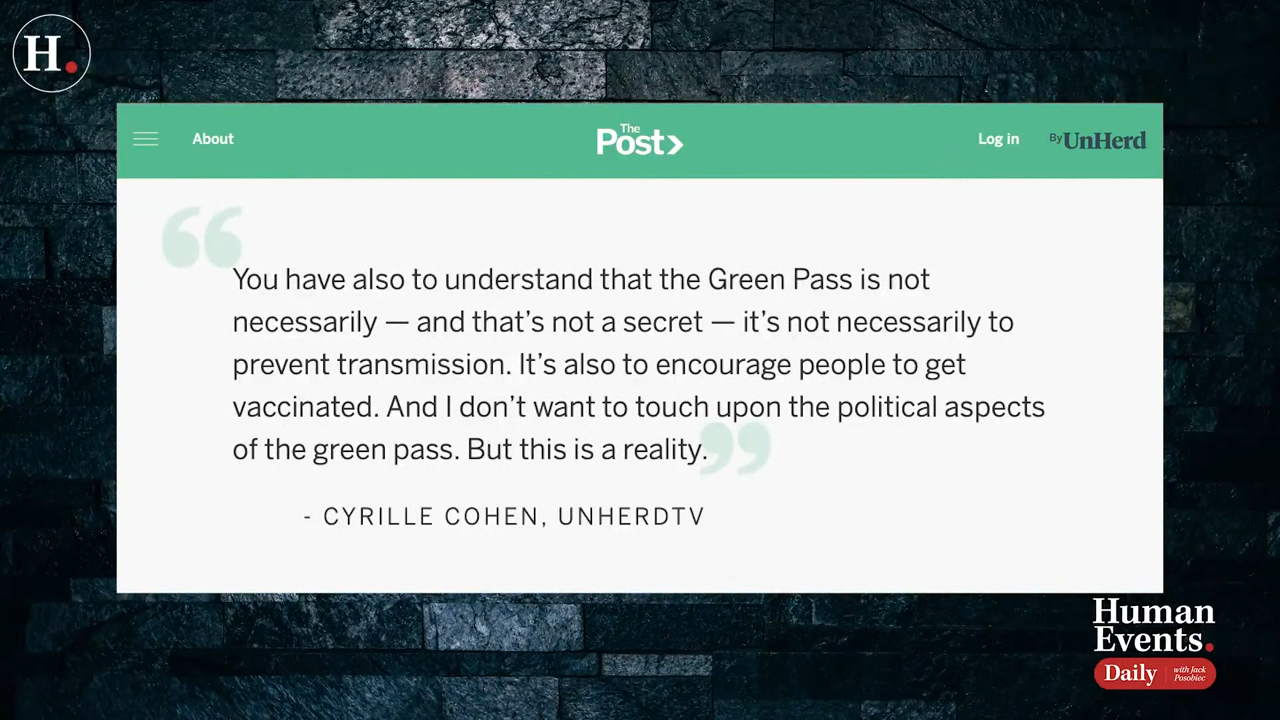 H.
About
The
Post
Log in
By UnHerd
“
You have also to understand that the Green Pass is not
necessarily — and that’s not a secret — it’s not necessarily to
prevent transmission. It’s also to encourage people to get
vaccinated. And I don’t want to touch upon the political aspects
of the green pass. But this is a reality.”
- CYRILLE COHEN, UNHERDTV
Human
Events.
Daily
with Jack
Posobiec